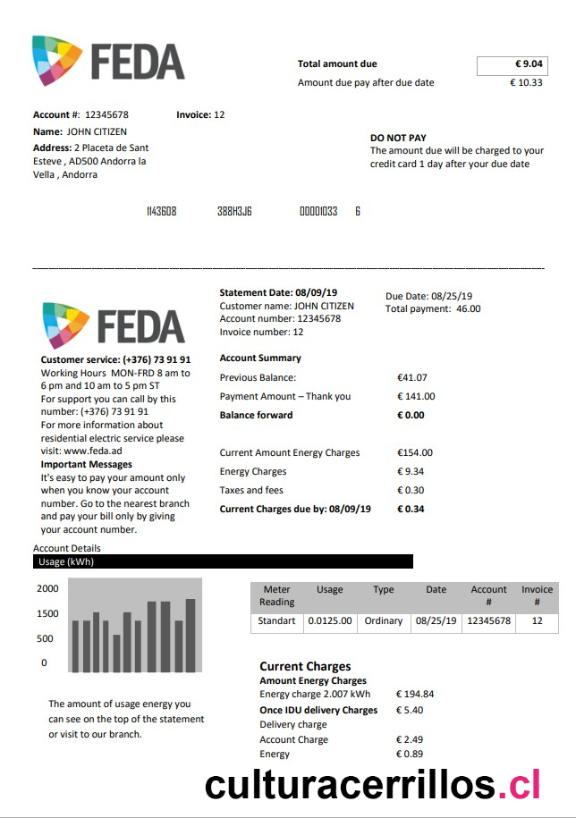 FEDA
Total amount due € 9.04
Amount due pay after due date € 10.33
Account #: 12345678 Invoice: 12
Name: JOHN CITIZEN
Address: 2 Placeta de Sant
Esteve , AD500 Andorra la
Vella , Andorra
DO NOT PAY
The amount due will be charged to your
credit card 1 day after your due date
1143608 388H3J6 00001033 6
FEDA
Customer service: (+376) 73 91 91
Working Hours MON-FRD 8 am to
6 pm and 10 am to 5 pm ST
For support you can call by this
number: (+376) 73 91 91
For more information about
residential electric service please
visit: www.feda.ad
Important Messages
It's easy to pay your amount only
when you know your account
number. Go to the nearest branch
and pay your bill only by giving
your account number.
Statement Date: 08/09/19
Customer name: JOHN CITIZEN
Account number: 12345678
Invoice number: 12
Due Date: 08/25/19
Total payment: 46.00
Account Summary
Previous Balance: €41.07
Payment Amount – Thank you € 141.00
Balance forward € 0.00
Current Amount Energy Charges €154.00
Energy Charges € 9.34
Taxes and fees € 0.30
Current Charges due by: 08/09/19 € 0.34
Account Details
Usage (kWh)
2000
1500
500
0
The amount of usage energy you
can see on the top of the statement
or visit to our branch.
Meter Reading Usage Type Date Account # Invoice #
Standart 0.0125.00 Ordinary 08/25/19 12345678 12
Current Charges
Amount Energy Charges
Energy charge 2.007 kWh € 194.84
Once IDU delivery Charges € 5.40
Delivery charge
Account Charge € 2.49
Energy € 0.89
culturacerrillos.cl